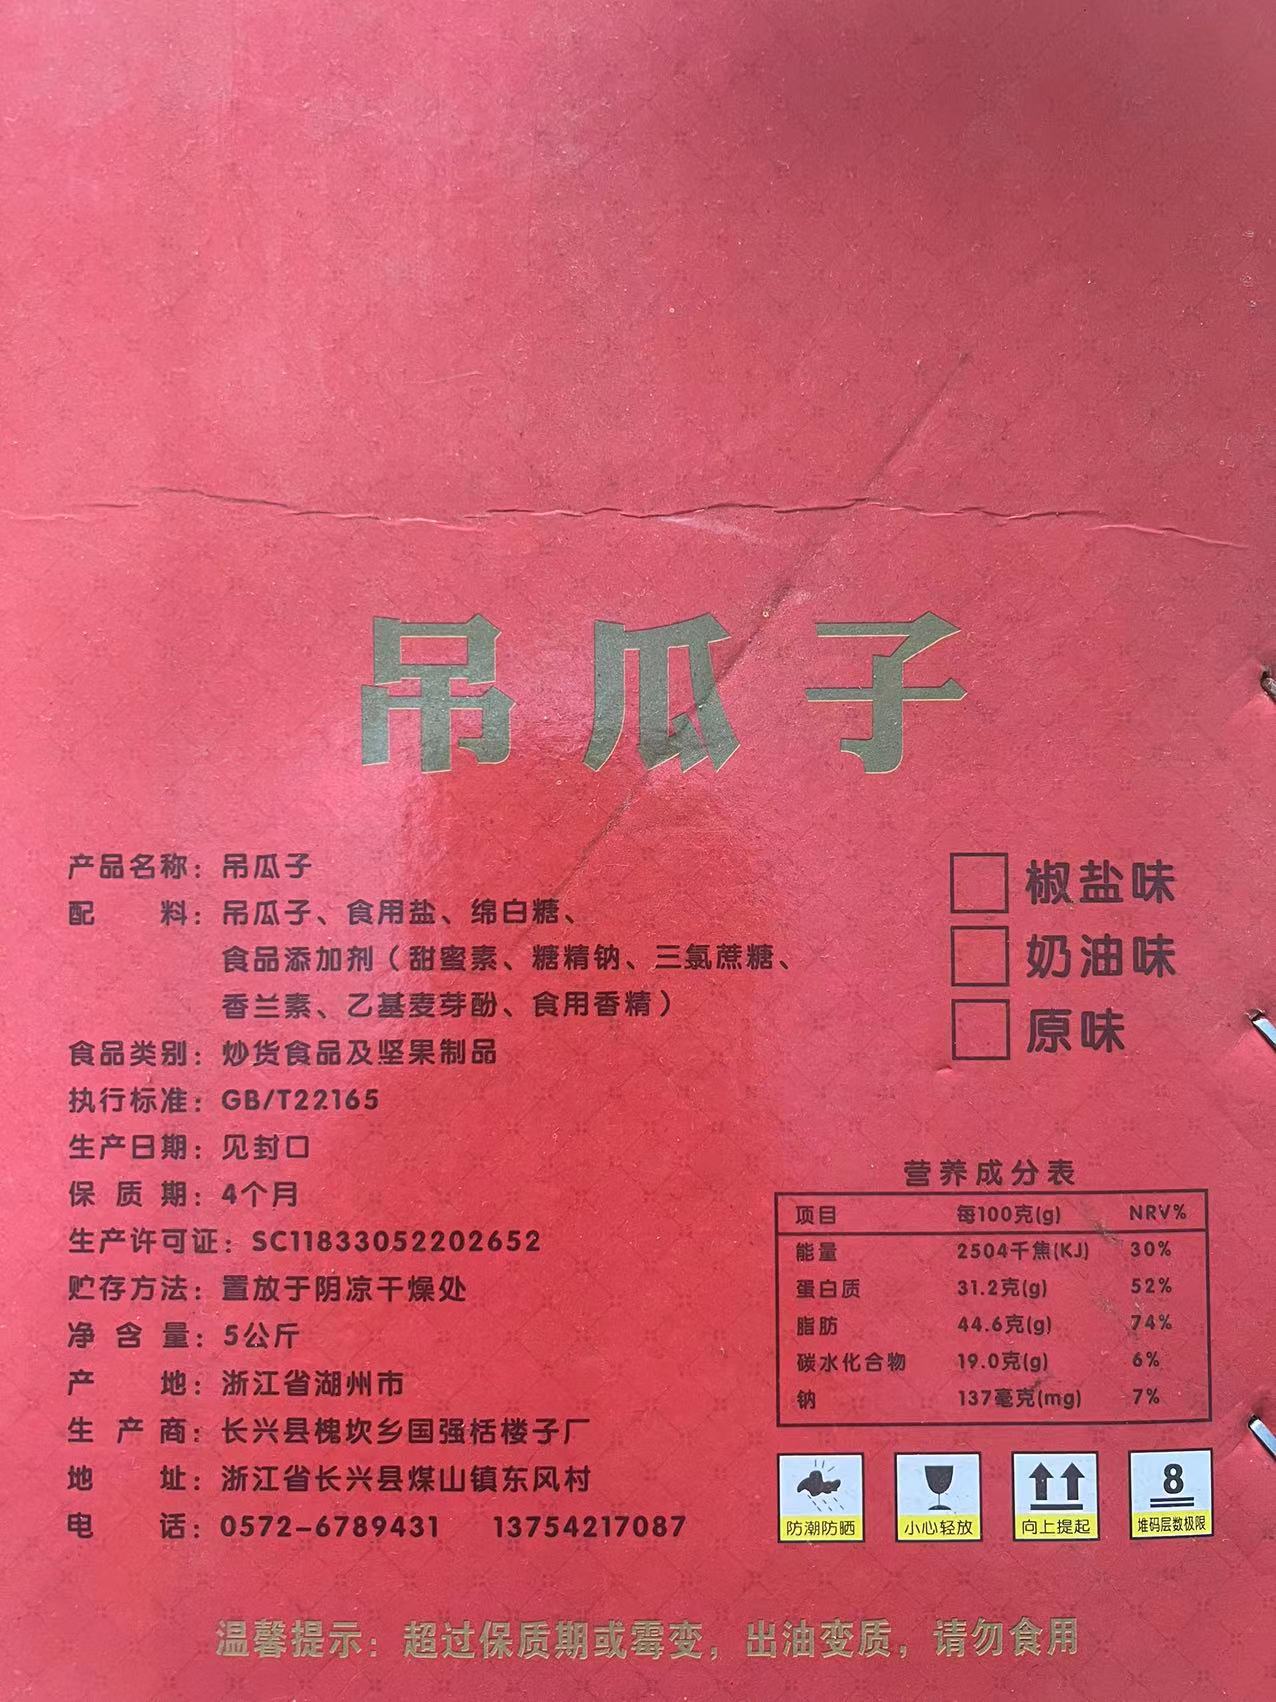 吊瓜子
产品名称：吊瓜子
配料：吊瓜子、食用盐、绵白糖、
食品添加剂（甜蜜素、糖精钠、三氯蔗糖、
香兰素、乙基麦芽酚、食用香精）
食品类别：炒货食品及坚果制品
执行标准：GB/T22165
生产日期：见封口
保质期：4个月
生产许可证：SC11833052202652
贮存方法：置放于阴凉干燥处
净含量：5公斤
产地：浙江省湖州市
生产商：长兴县槐坎乡国强栝楼子厂
地址：浙江省长兴县煤山镇东风村
电话：0572-6789431 13754217087
椒盐味
奶油味
原味
营养成分表
项目 每100克(g) NRV%
能量 2504千焦(KJ) 30%
蛋白质 31.2克(g) 52%
脂肪 44.6克(g) 74%
碳水化合物 19.0克(g) 6%
钠 137毫克(mg) 7%
8
防潮防晒 小心轻放 向上提起 堆码层数极限
温馨提示：超过保质期或霉变，出油变质，请勿食用